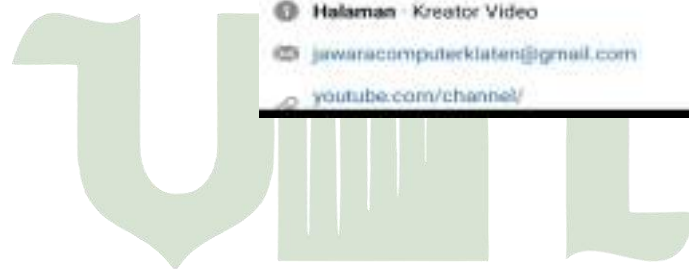 Halaman · Kreator Video
jawaracomputerklaten@gmail.com
youtube.com/channel/